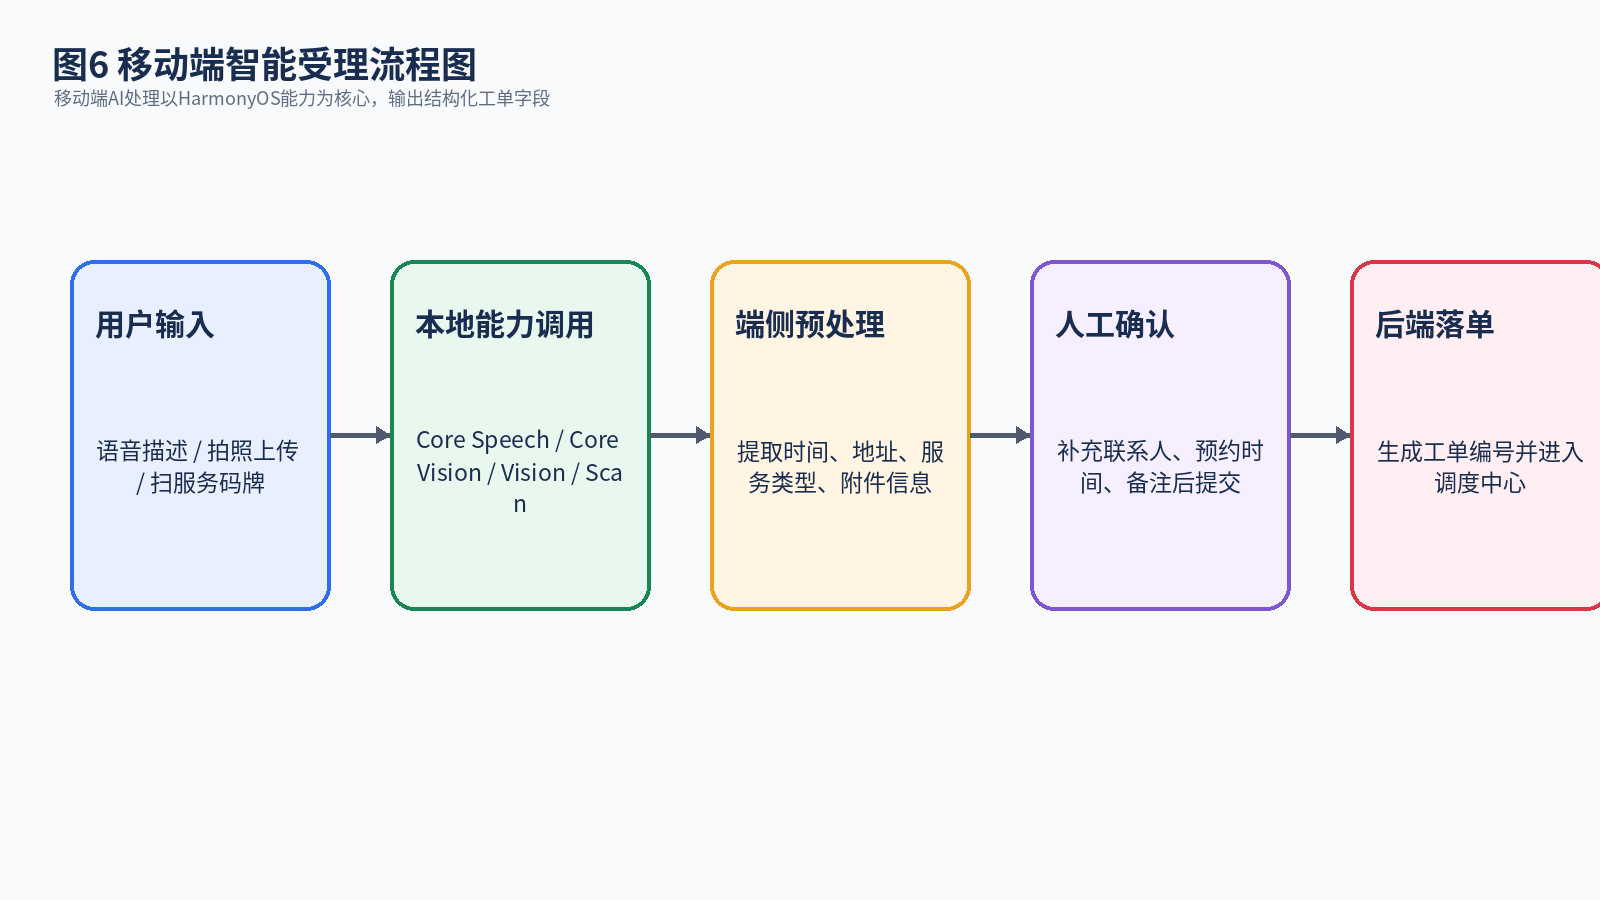 图6 移动端智能受理流程图
移动端AI处理以HarmonyOS能力为核心，输出结构化工单字段
用户输入
语音描述 / 拍照上传
/ 扫服务码牌
本地能力调用
Core Speech / Core
Vision / Vision / Sca
n
端侧预处理
提取时间、地址、服
务类型、附件信息
人工确认
补充联系人、预约时
间、备注后提交
后端落单
生成工单编号并进入
调度中心